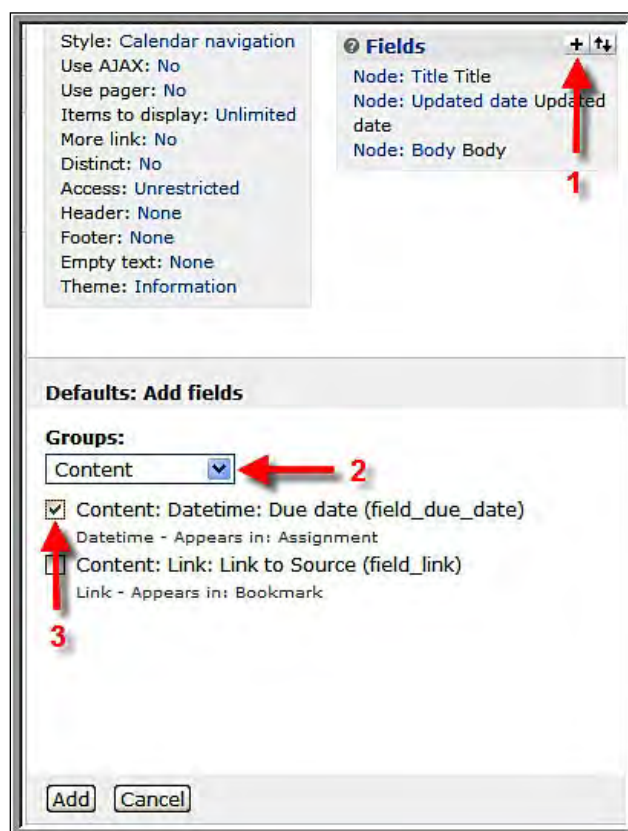 Style: Calendar navigation
Use AJAX: No
Use pager: No
Items to display: Unlimited
More link: No
Distinct: No
Access: Unrestricted
Header: None
Footer: None
Empty text: None
Theme: Information
Fields
Node: Title Title
Node: Updated date Updated
date
Node: Body Body
1
Defaults: Add fields
Groups:
Content
2
Content: Datetime: Due date (field_due_date)
Datetime - Appears in: Assignment
Content: Link: Link to Source (field_link)
Link - Appears in: Bookmark
3
Add Cancel